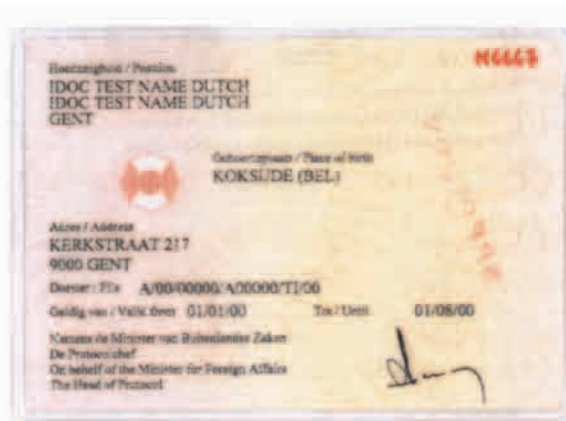 M6667
Hoedanigheid / Position
IDOC TEST NAME DUTCH
IDOC TEST NAME DUTCH
GENT
Geboorteplaats / Place of birth
KOKSIJDE (BEL)
Adres / Address
KERKSTRAAT 217
9000 GENT
Dossier / File A/00/00000/A00000/TI/00
Geldig van / Valid from 01/01/00 Tot / Until 01/08/00
Namens de Minister van Buitenlandse Zaken
De Protocolchef
On behalf of the Minister for Foreign Affairs
The Head of Protocol